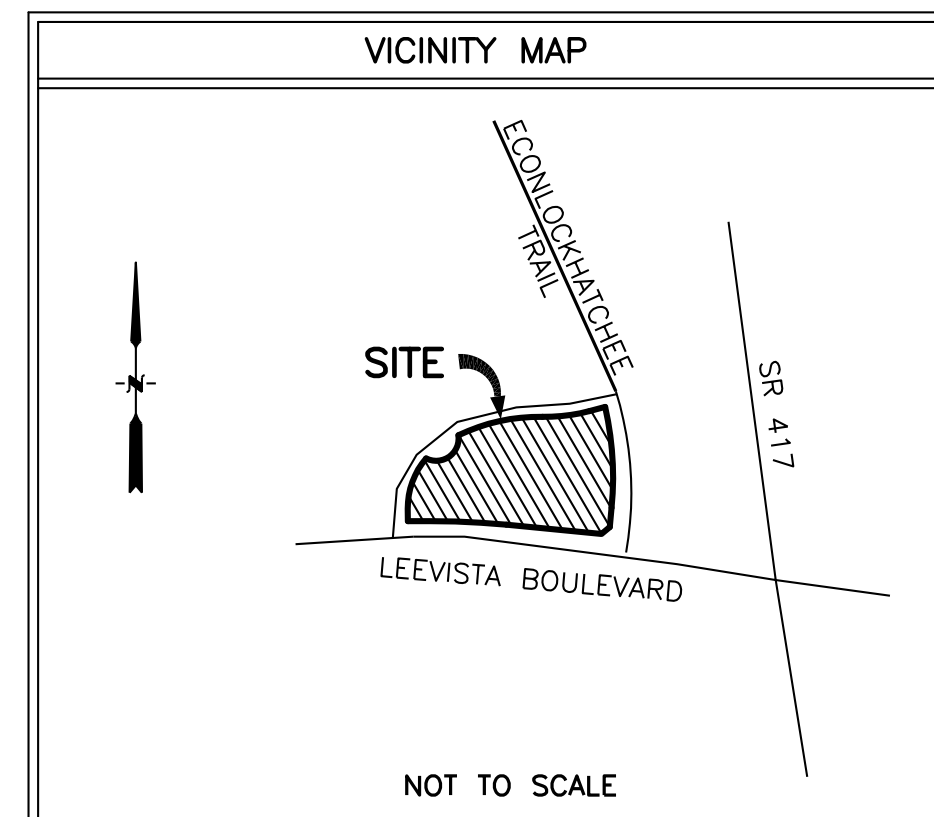 VICINITY MAP
ECONLOCKHATCHEE
TRAIL
SITE
SR 417
N
LEEVISTA BOULEVARD
NOT TO SCALE